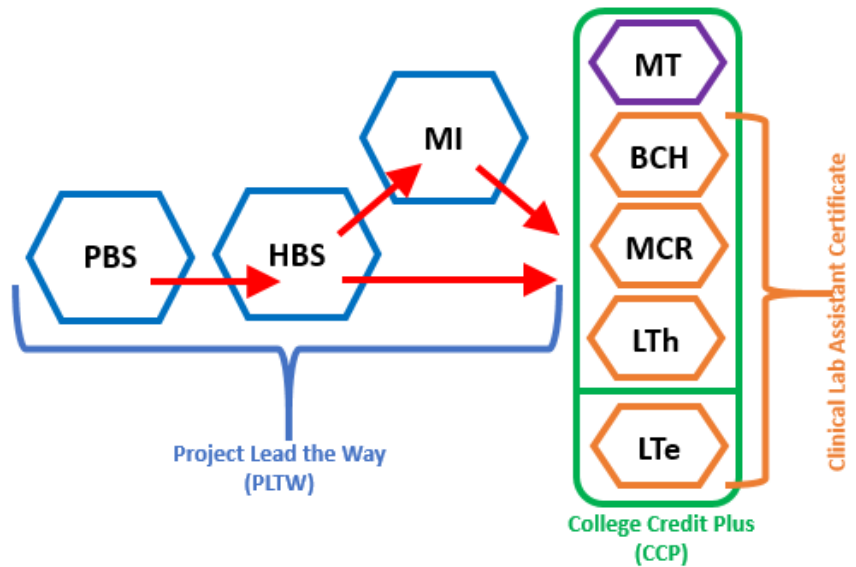 PBS
HBS
MI
MT
BCH
MCR
LTh
LTe
Project Lead the Way
(PLTW)
College Credit Plus
(CCP)
Clinical Lab Assistant Certificate